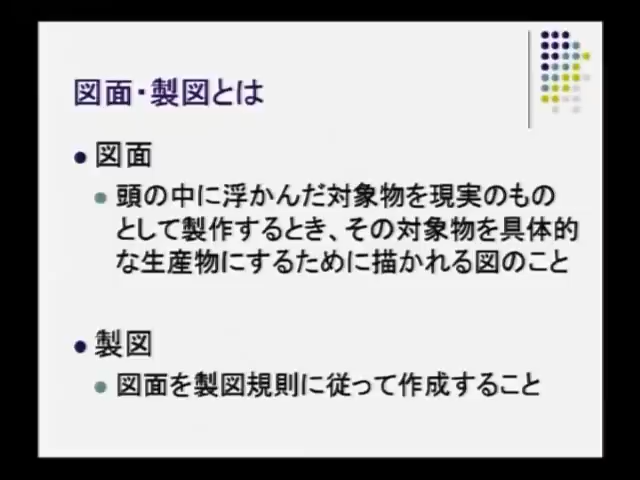 図面・製図とは
図面
頭の中に浮かんだ対象物を現実のもの
として製作するとき、その対象物を具体的
な生産物にするために描かれる図のこと
製図
図面を製図規則に従って作成すること